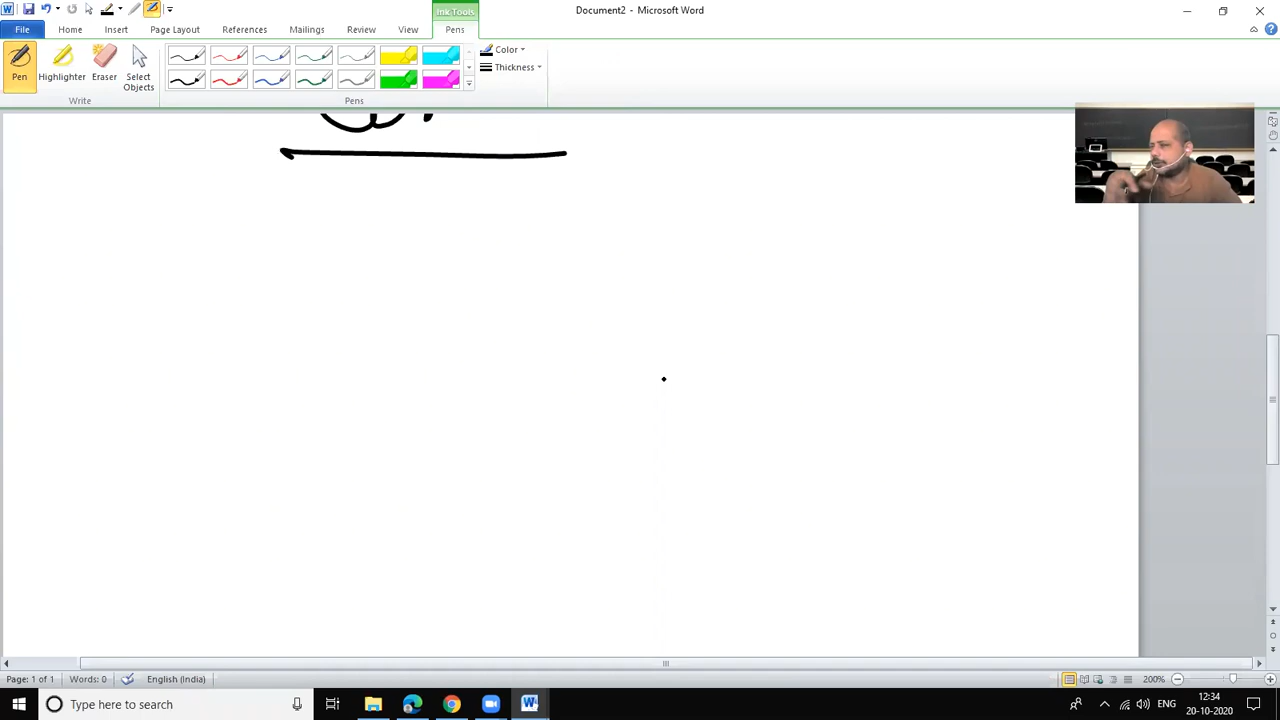 Document2 - Microsoft Word
Ink Tools
File Home Insert Page Layout References Mailings Review View Pens
Pen Highlighter Eraser Select Objects
Color
Thickness
Write Pens
Page: 1 of 1 Words: 0 English (India) 200%
Type here to search
ENG 12:34
20-10-2020